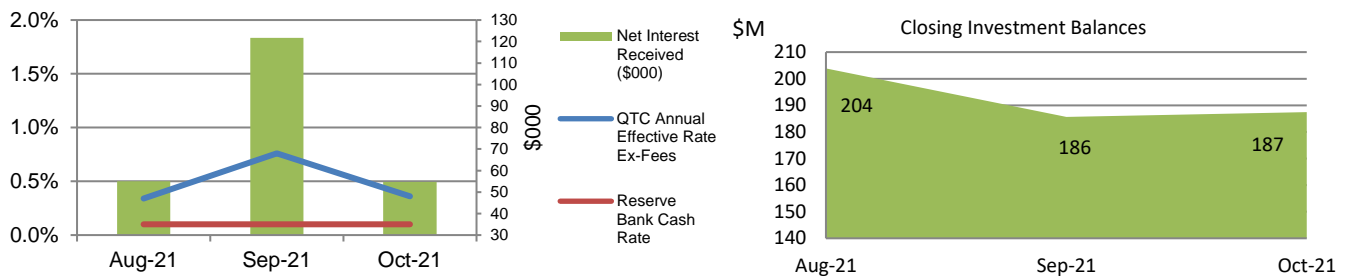 2.0%
1.5%
1.0%
0.5%
0.0%
130
120
110
100
90
80
70
60
50
40
30
$000
Aug-21 Sep-21 Oct-21
Net Interest
Received
($000)
QTC Annual
Effective Rate
Ex-Fees
Reserve
Bank Cash
Rate
$M
Closing Investment Balances
210
200
190
180
170
160
150
140
204
186
187
Aug-21 Sep-21 Oct-21